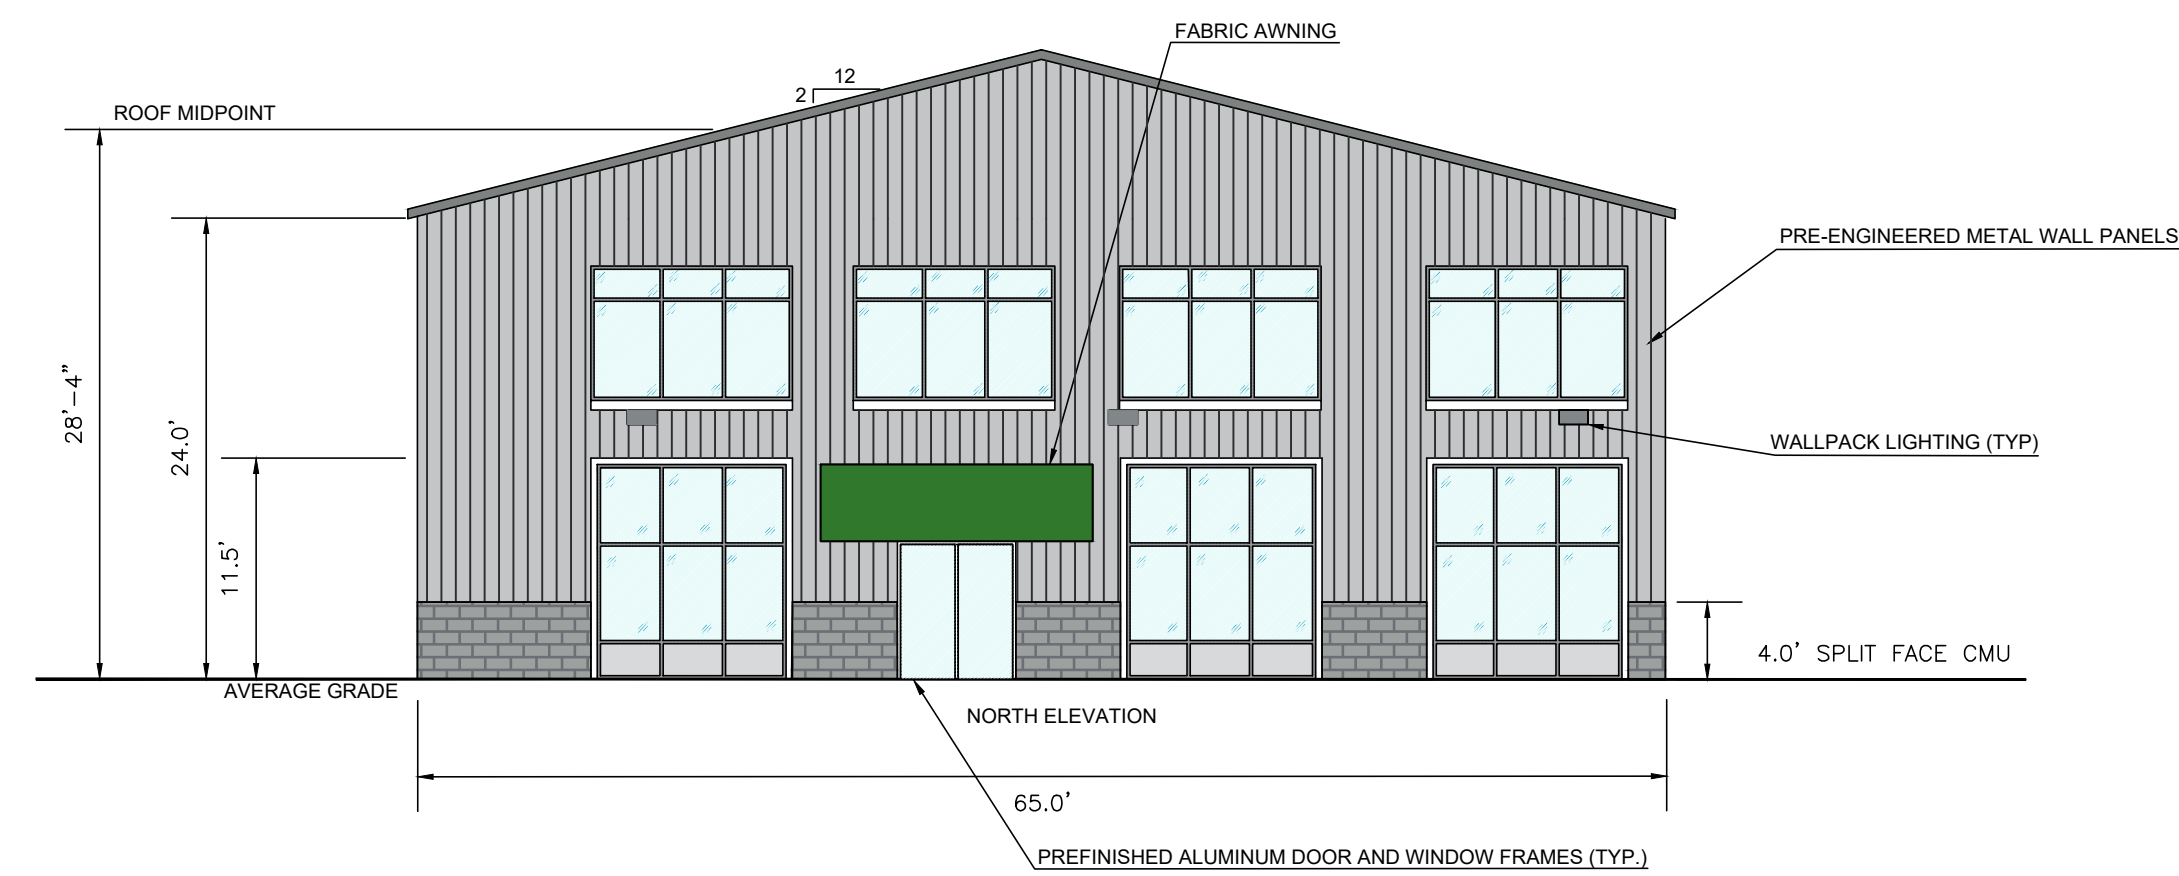 FABRIC AWNING
12
2
ROOF MIDPOINT
PRE-ENGINEERED METAL WALL PANELS
28'-4"
24.0'
WALLPACK LIGHTING (TYP)
11.5'
4.0' SPLIT FACE CMU
AVERAGE GRADE
NORTH ELEVATION
65.0'
PREFINISHED ALUMINUM DOOR AND WINDOW FRAMES (TYP.)